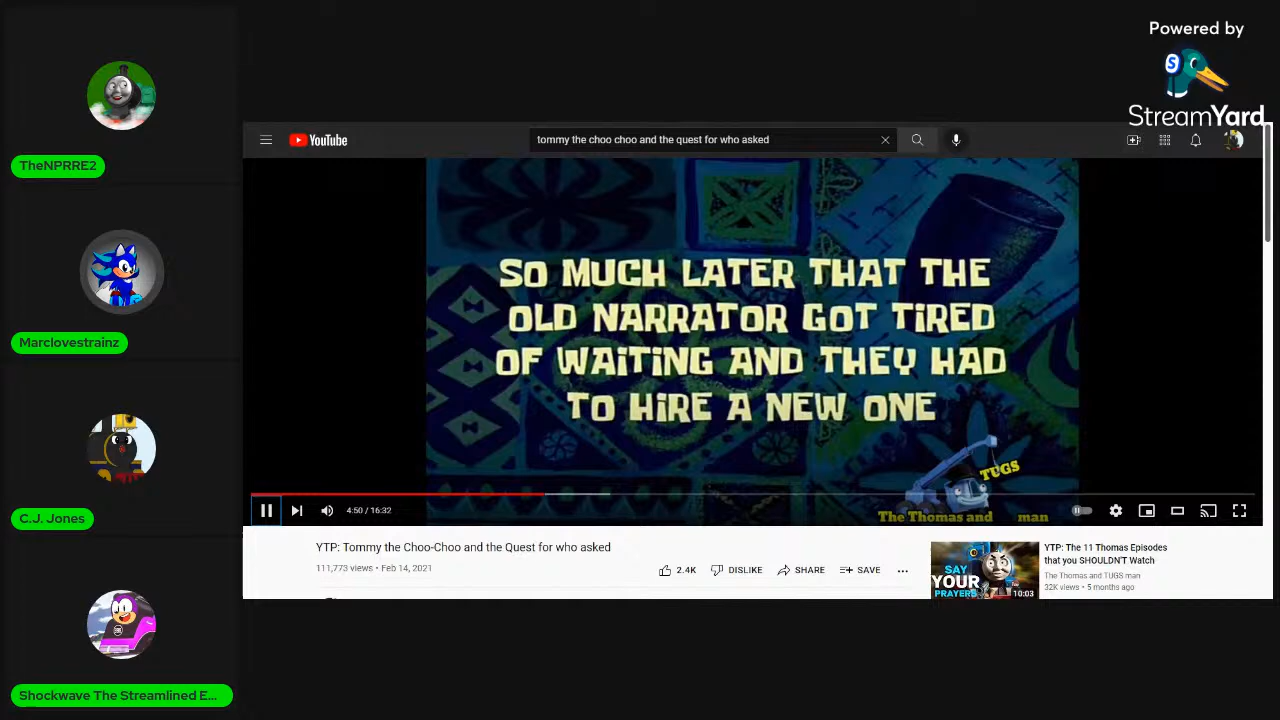 Powered by
StreamYard
TheNPRRE2
Marclovestrainz
C.J. Jones
Shockwave The Streamlined E...
YouTube
tommy the choo choo and the quest for who asked
SO MUCH LATER THAT THE
OLD NARRATOR GOT TiRED
OF WAiTiNG AND THEY HAD
TO HiRE A NEW ONE
TUGS
The Thomas and man
4:50 / 16:32
YTP: Tommy the Choo-Choo and the Quest for who asked
111,773 views • Feb 14, 2021
2.4K
DISLIKE
SHARE
SAVE
SAY
YOUR
PRAYERS
10:03
YTP: The 11 Thomas Episodes
that you SHOULDN'T Watch
The Thomas and TUGS man
32K views • 5 months ago